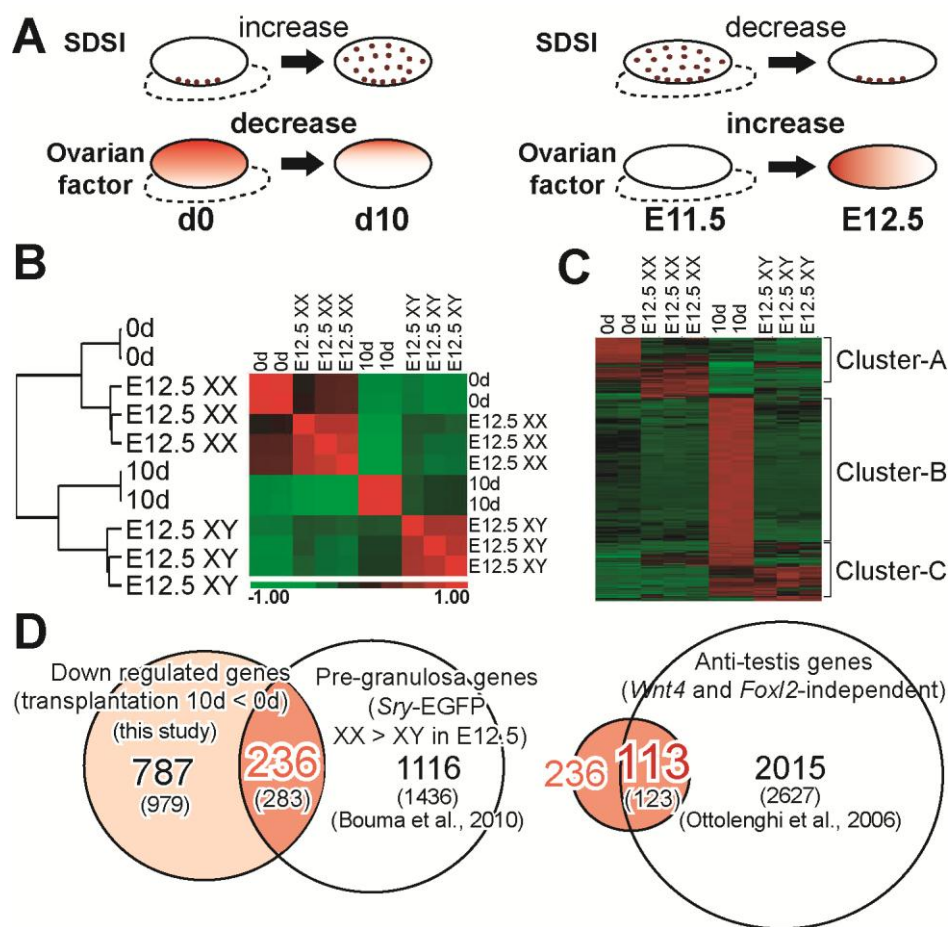 A
SDSI
increase
SDSI
decrease
Ovarian
factor
decrease
Ovarian
factor
increase
d0
d10
E11.5
E12.5
B
0d
0d
E12.5 XX
E12.5 XX
E12.5 XX
10d
10d
E12.5 XY
E12.5 XY
E12.5 XY
0d
0d
E12.5 XX
E12.5 XX
E12.5 XX
10d
10d
E12.5 XY
E12.5 XY
E12.5 XY
0d
0d
E12.5 XX
E12.5 XX
E12.5 XX
10d
10d
E12.5 XY
E12.5 XY
E12.5 XY
-1.00
1.00
C
0d
0d
E12.5 XX
E12.5 XX
E12.5 XX
10d
10d
E12.5 XY
E12.5 XY
E12.5 XY
Cluster-A
Cluster-B
Cluster-C
D
Down regulated genes
(transplantation 10d < 0d)
(this study)
787
(979)
236
(283)
Pre-granulosa genes
(Sry-EGFP
XX > XY in E12.5)
1116
(1436)
(Bouma et al., 2010)
236
113
(123)
Anti-testis genes
(Wnt4 and Foxl2-independent)
2015
(2627)
(Ottolenghi et al., 2006)